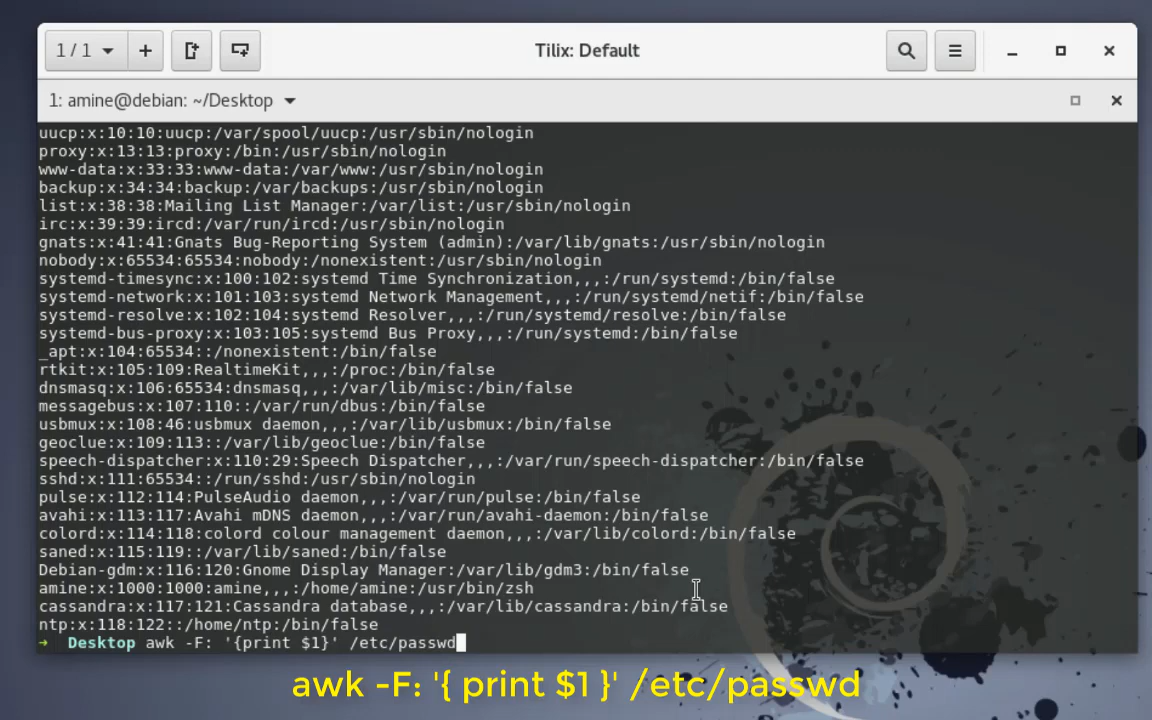 1 / 1
Tilix: Default
1: amine@debian: ~/Desktop
uucp:x:10:10:uucp:/var/spool/uucp:/usr/sbin/nologin
proxy:x:13:13:proxy:/bin:/usr/sbin/nologin
www-data:x:33:33:www-data:/var/www:/usr/sbin/nologin
backup:x:34:34:backup:/var/backups:/usr/sbin/nologin
list:x:38:38:Mailing List Manager:/var/list:/usr/sbin/nologin
irc:x:39:39:ircd:/var/run/ircd:/usr/sbin/nologin
gnats:x:41:41:Gnats Bug-Reporting System (admin):/var/lib/gnats:/usr/sbin/nologin
nobody:x:65534:65534:nobody:/nonexistent:/usr/sbin/nologin
systemd-timesync:x:100:102:systemd Time Synchronization,,,:/run/systemd:/bin/false
systemd-network:x:101:103:systemd Network Management,,,:/run/systemd/netif:/bin/false
systemd-resolve:x:102:104:systemd Resolver,,,:/run/systemd/resolve:/bin/false
systemd-bus-proxy:x:103:105:systemd Bus Proxy,,,:/run/systemd:/bin/false
_apt:x:104:65534::/nonexistent:/bin/false
rtkit:x:105:109:RealtimeKit,,,:/proc:/bin/false
dnsmasq:x:106:65534:dnsmasq,,,:/var/lib/misc:/bin/false
messagebus:x:107:110::/var/run/dbus:/bin/false
usbmux:x:108:46:usbmux daemon,,,:/var/lib/usbmux:/bin/false
geoclue:x:109:113::/var/lib/geoclue:/bin/false
speech-dispatcher:x:110:29:Speech Dispatcher,,,:/var/run/speech-dispatcher:/bin/false
sshd:x:111:65534::/run/sshd:/usr/sbin/nologin
pulse:x:112:114:PulseAudio daemon,,,:/var/run/pulse:/bin/false
avahi:x:113:117:Avahi mDNS daemon,,,:/var/run/avahi-daemon:/bin/false
colord:x:114:118:colord colour management daemon,,,:/var/lib/colord:/bin/false
saned:x:115:119::/var/lib/saned:/bin/false
Debian-gdm:x:116:120:Gnome Display Manager:/var/lib/gdm3:/bin/false
amine:x:1000:1000:amine,,,:/home/amine:/usr/bin/zsh
cassandra:x:117:121:Cassandra database,,,:/var/lib/cassandra:/bin/false
ntp:x:118:122::/home/ntp:/bin/false
→ Desktop awk -F: '{print $1}' /etc/passwd
awk -F: '{ print $1 }' /etc/passwd